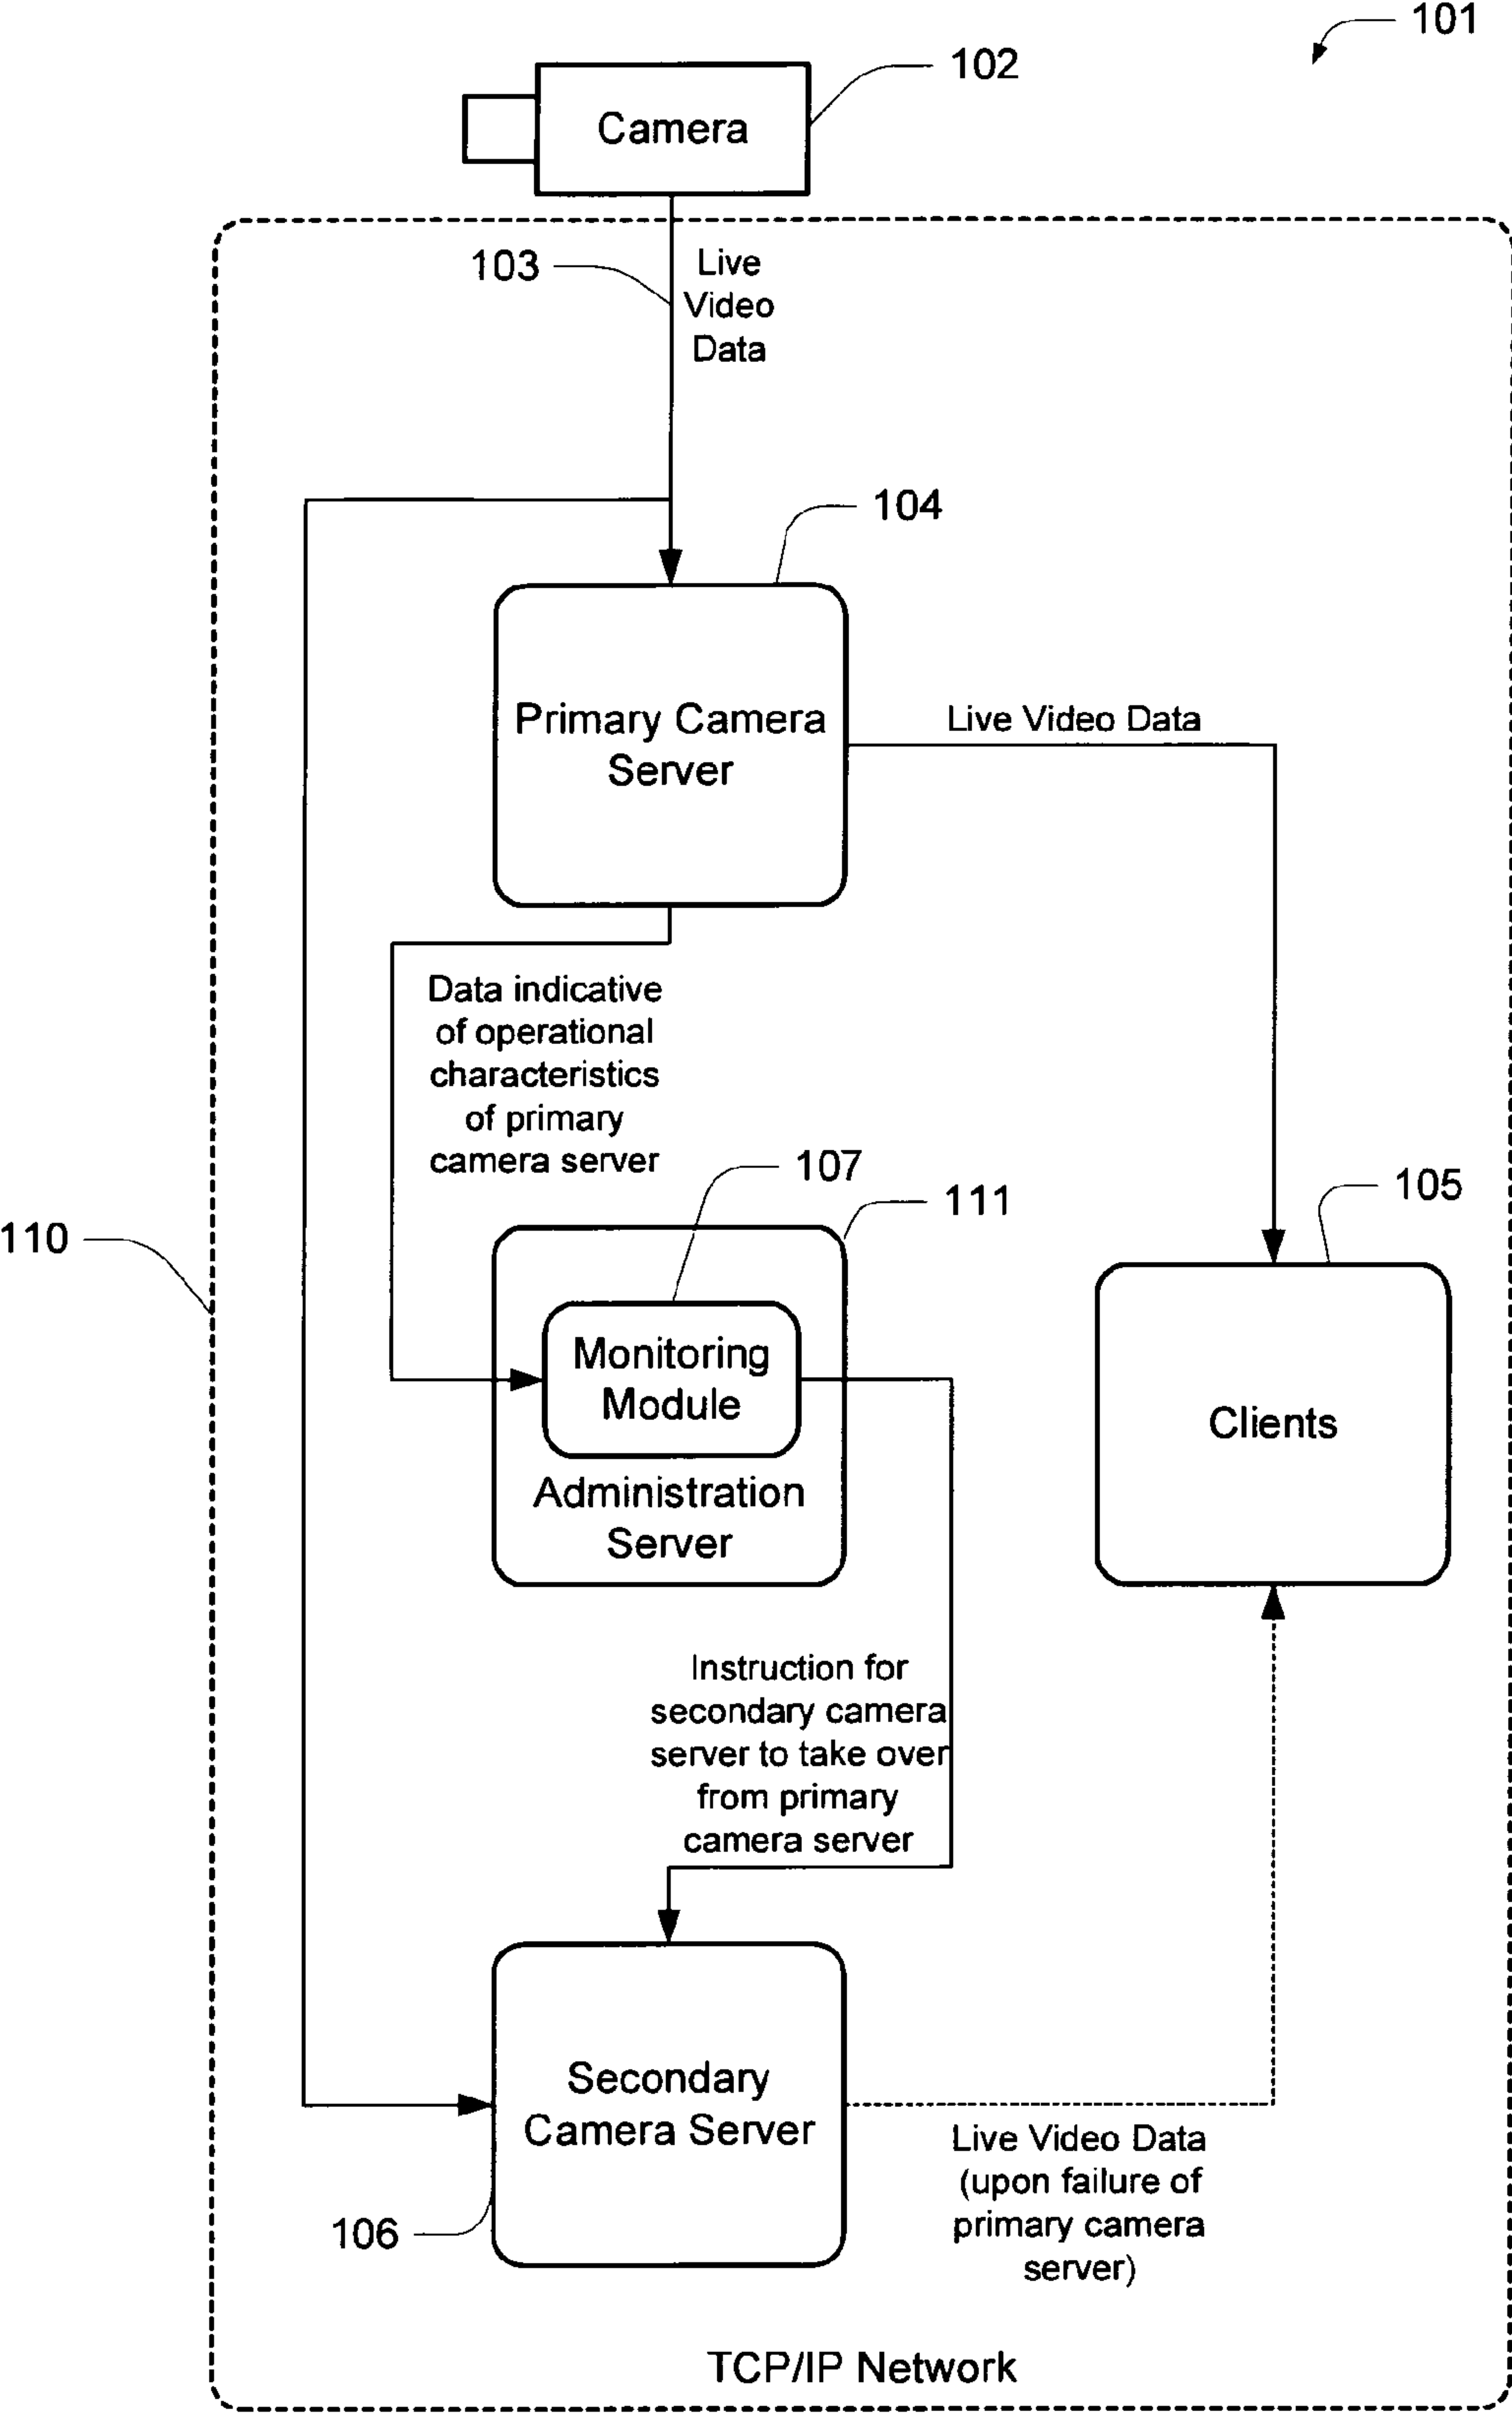 101
102
Camera
103
Live
Video
Data
104
Primary Camera
Server
Live Video Data
Data indicative
of operational
characteristics
of primary
camera server
107
111
105
110
Monitoring
Module
Administration
Server
Clients
Instruction for
secondary camera
server to take over
from primary
camera server
Secondary
Camera Server
106
Live Video Data
(upon failure of
primary camera
server)
TCP/IP Network